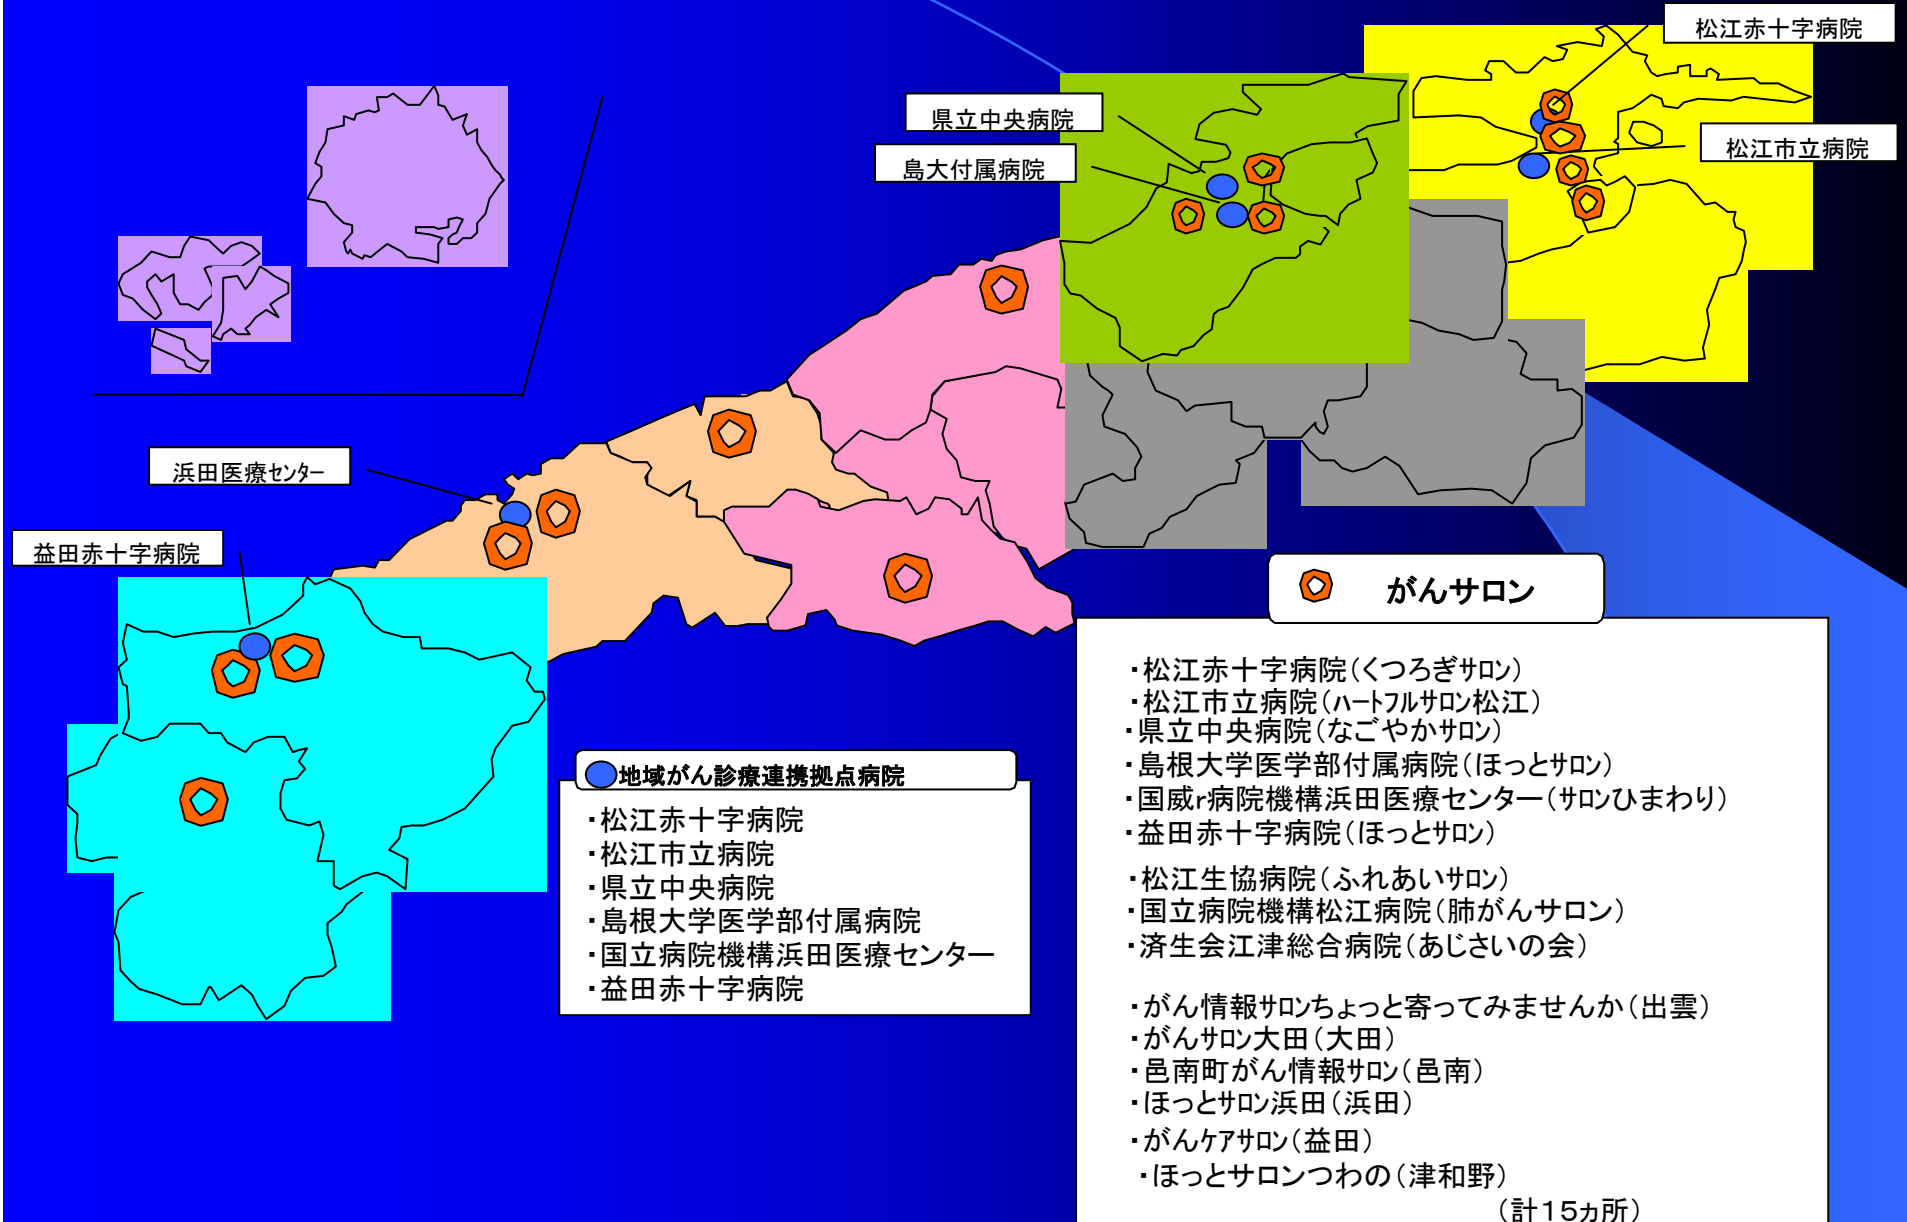 松江赤十字病院
県立中央病院
松江市立病院
島大付属病院
浜田医療センター
益田赤十字病院
がんサロン
・松江赤十字病院(くつろぎサロン)
・松江市立病院(ハートフルサロン松江)
・県立中央病院(なごやかサロン)
・島根大学医学部付属病院(ほっとサロン)
・国威r病院機構浜田医療センター(サロンひまわり)
・益田赤十字病院(ほっとサロン)
・松江生協病院(ふれあいサロン)
・国立病院機構松江病院(肺がんサロン)
・済生会江津総合病院(あじさいの会)
・がん情報サロンちょっと寄ってみませんか(出雲)
・がんサロン大田(大田)
・邑南町がん情報サロン(邑南)
・ほっとサロン浜田(浜田)
・がんケアサロン(益田)
・ほっとサロンつわの(津和野)
(計15ヵ所)
地域がん診療連携拠点病院
・松江赤十字病院
・松江市立病院
・県立中央病院
・島根大学医学部付属病院
・国立病院機構浜田医療センター
・益田赤十字病院